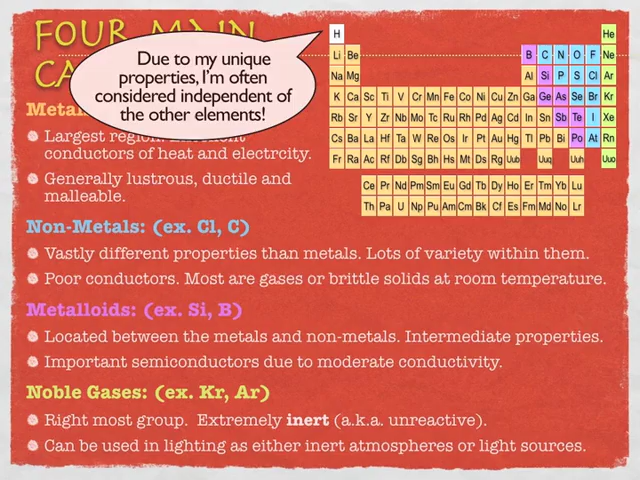 FOUR MAIN
CA
Due to my unique
properties, I'm often
considered independent of
the other elements!
Metal
Largest region.
conductors of heat and electrcity.
Generally lustrous, ductile and
malleable.
Non-Metals: (ex. Cl, C)
Vastly different properties than metals. Lots of variety within them.
Poor conductors. Most are gases or brittle solids at room temperature.
Metalloids: (ex. Si, B)
Located between the metals and non-metals. Intermediate properties.
Important semiconductors due to moderate conductivity.
Noble Gases: (ex. Kr, Ar)
Right most group. Extremely inert (a.k.a. unreactive).
Can be used in lighting as either inert atmospheres or light sources.
H He
Li Be B C N O F Ne
Na Mg Al Si P S Cl Ar
K Ca Sc Ti V Cr Mn Fe Co Ni Cu Zn Ga Ge As Se Br Kr
Rb Sr Y Zr Nb Mo Tc Ru Rh Pd Ag Cd In Sn Sb Te I Xe
Cs Ba La Hf Ta W Re Os Ir Pt Au Hg Tl Pb Bi Po At Rn
Fr Ra Ac Rf Db Sg Bh Hs Mt Ds Rg Uub Uuq Uuh Uuo
Ce Pr Nd Pm Sm Eu Gd Tb Dy Ho Er Tm Yb Lu
Th Pa U Np Pu Am Cm Bk Cf Es Fm Md No Lr